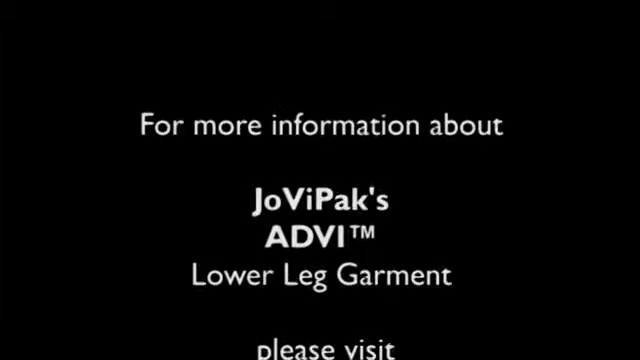 For more information about
JoViPak's
ADVI™
Lower Leg Garment
please visit